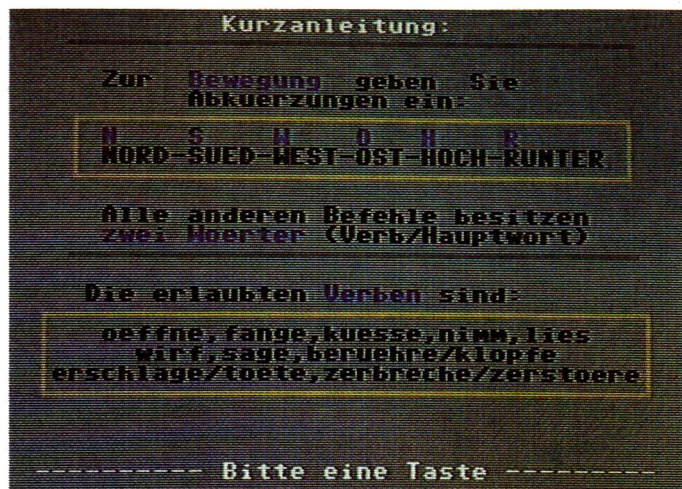 Kurzanleitung:
Zur Bewegung geben Sie
Abkuerzungen ein:
N S W O H R
NORD-SUED-WEST-OST-HOCH-RUNTER
Alle anderen Befehle besitzen
zwei Woerter (Verb/Hauptwort)
Die erlaubten Verben sind:
oeffne,fange,kuesse,nimm,lies
wirf,sage,beruehre/klopfe
erschlage/toete,zerbreche/zerstoere
---------- Bitte eine Taste ----------